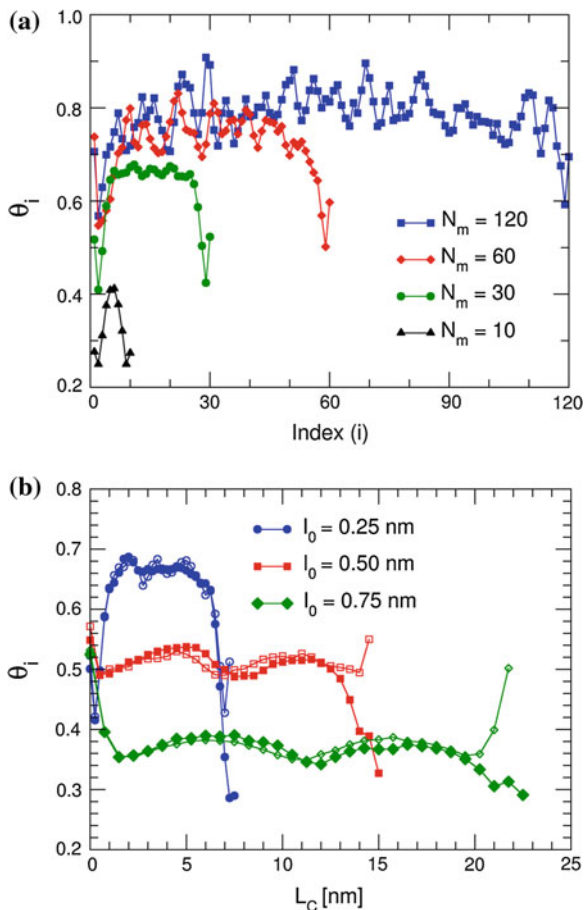 (a)
1.0
0.8
0.6
0.4
0.2
θi
Nm = 120
Nm = 60
Nm = 30
Nm = 10
0 30 60 90 120
Index (i)
(b)
0.8
0.7
0.6
0.5
0.4
0.3
0.2
θi
l0 = 0.25 nm
l0 = 0.50 nm
l0 = 0.75 nm
0 5 10 15 20 25
LC [nm]